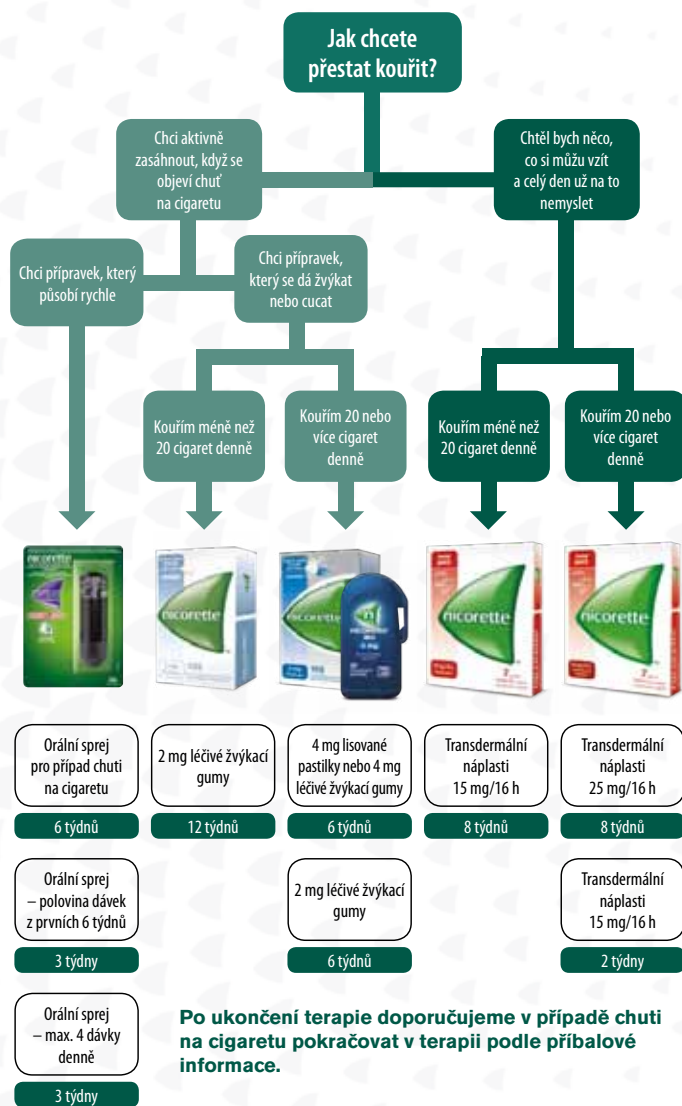 Jak chcete
přestat kouřit?
Chci aktivně
zasáhnout, když se
objeví chuť
na cigaretu
Chtěl bych něco,
co si můžu vzít
a celý den už na to
nemyslet
Chci přípravek, který
působí rychle
Chci přípravek,
který se dá žvýkat
nebo cucat
Kouřím méně než
20 cigaret denně
Kouřím 20 nebo
více cigaret
denně
Kouřím méně než
20 cigaret denně
Kouřím 20 nebo
více cigaret
denně
nicorette
nicorette
nicorette
nicorette
nicorette
Orální sprej
pro případ chuti
na cigaretu
6 týdnů
2 mg léčivé žvýkací
gumy
12 týdnů
4 mg lisované
pastilky nebo 4 mg
léčivé žvýkací gumy
6 týdnů
Transdermální
náplasti
15 mg/16 h
8 týdnů
Transdermální
náplasti
25 mg/16 h
8 týdnů
Orální sprej
– polovina dávek
z prvních 6 týdnů
3 týdny
2 mg léčivé žvýkací
gumy
6 týdnů
Transdermální
náplasti
15 mg/16 h
2 týdny
Orální sprej
– max. 4 dávky
denně
3 týdny
Po ukončení terapie doporučujeme v případě chuti
na cigaretu pokračovat v terapii podle příbalové
informace.